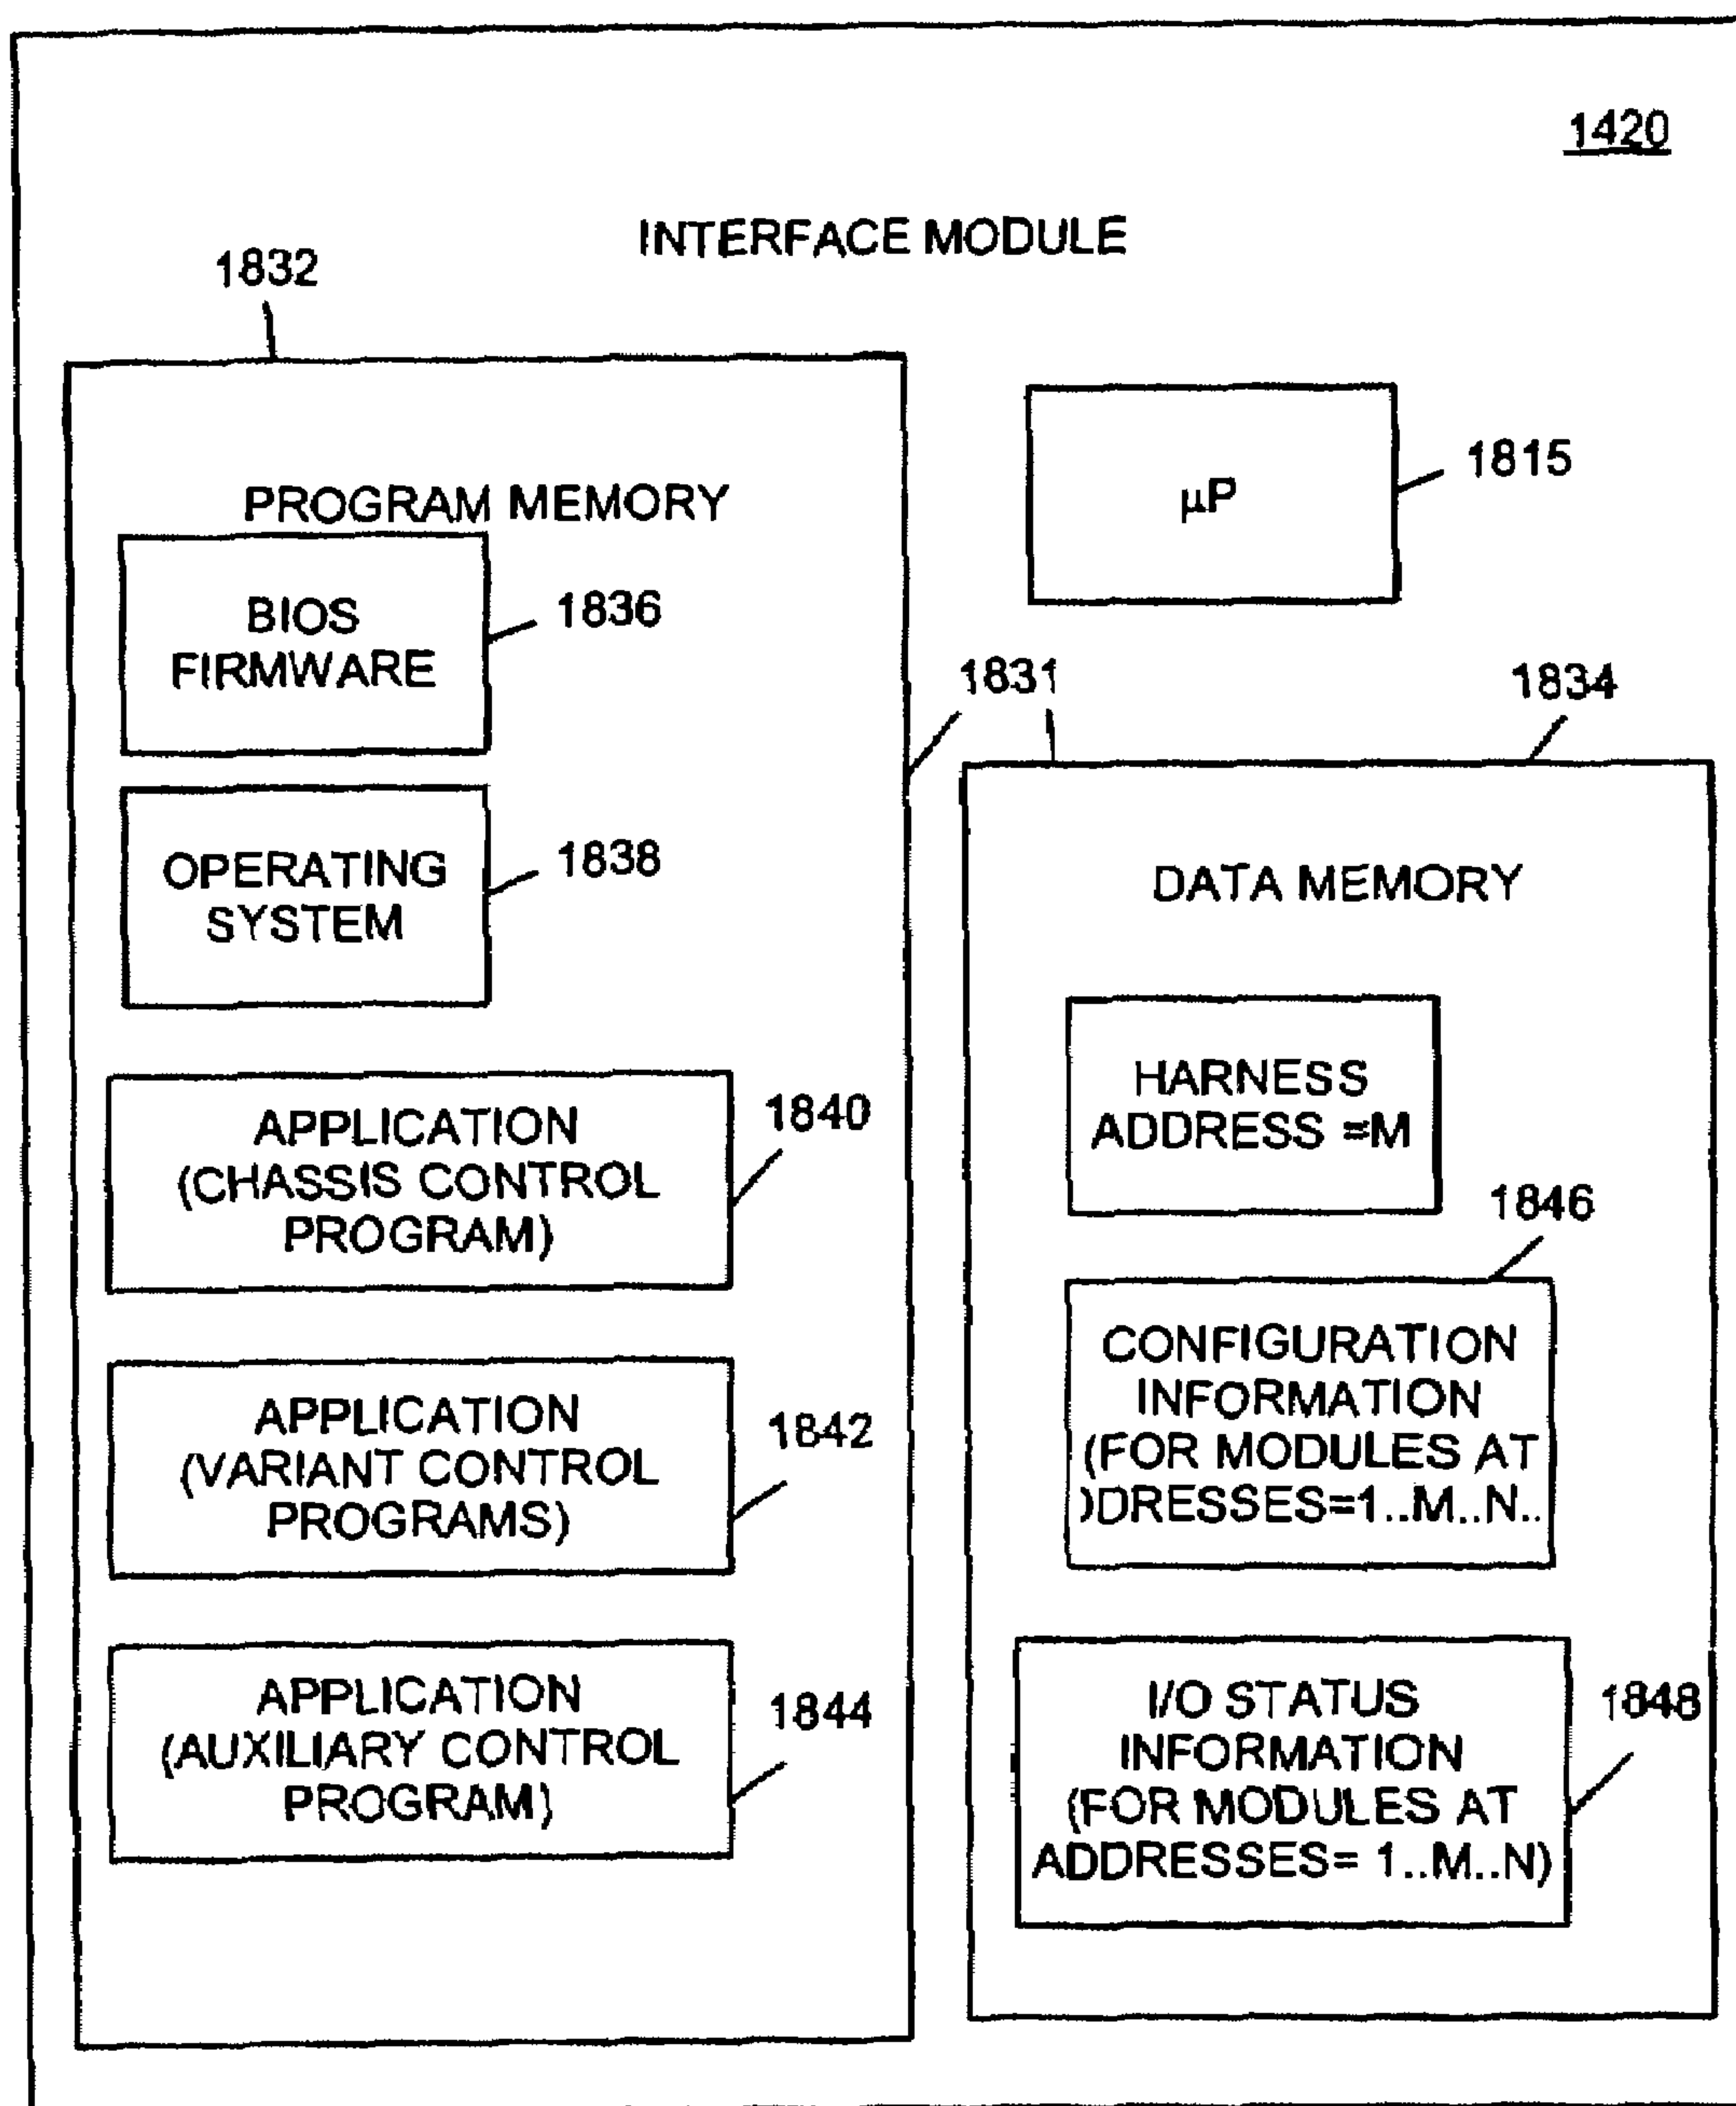 1420
INTERFACE MODULE
1832
PROGRAM MEMORY
BIOS
FIRMWARE
1836
OPERATING
SYSTEM
1838
APPLICATION
(CHASSIS CONTROL
PROGRAM)
1840
APPLICATION
(VARIANT CONTROL
PROGRAMS)
1842
APPLICATION
(AUXILIARY CONTROL
PROGRAM)
1844
µP
1815
1831
1834
DATA MEMORY
HARNESS
ADDRESS =M
1846
CONFIGURATION
INFORMATION
(FOR MODULES AT
DDRESSES=1..M..N..
I/O STATUS
INFORMATION
(FOR MODULES AT
ADDRESSES= 1..M..N)
1848